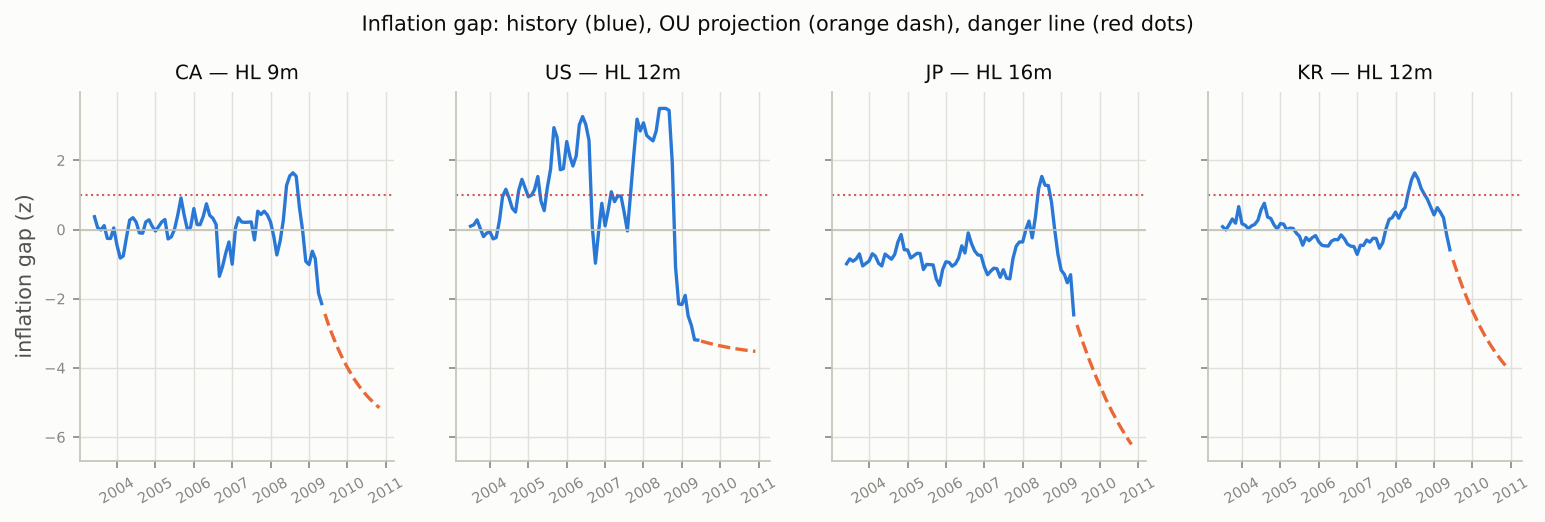 Inflation gap: history (blue), OU projection (orange dash), danger line (red dots)
CA — HL 9m
US — HL 12m
JP — HL 16m
KR — HL 12m
inflation gap (z)
2
0
−2
−4
−6
2004 2005 2006 2007 2008 2009 2010 2011
2004 2005 2006 2007 2008 2009 2010 2011
2004 2005 2006 2007 2008 2009 2010 2011
2004 2005 2006 2007 2008 2009 2010 2011